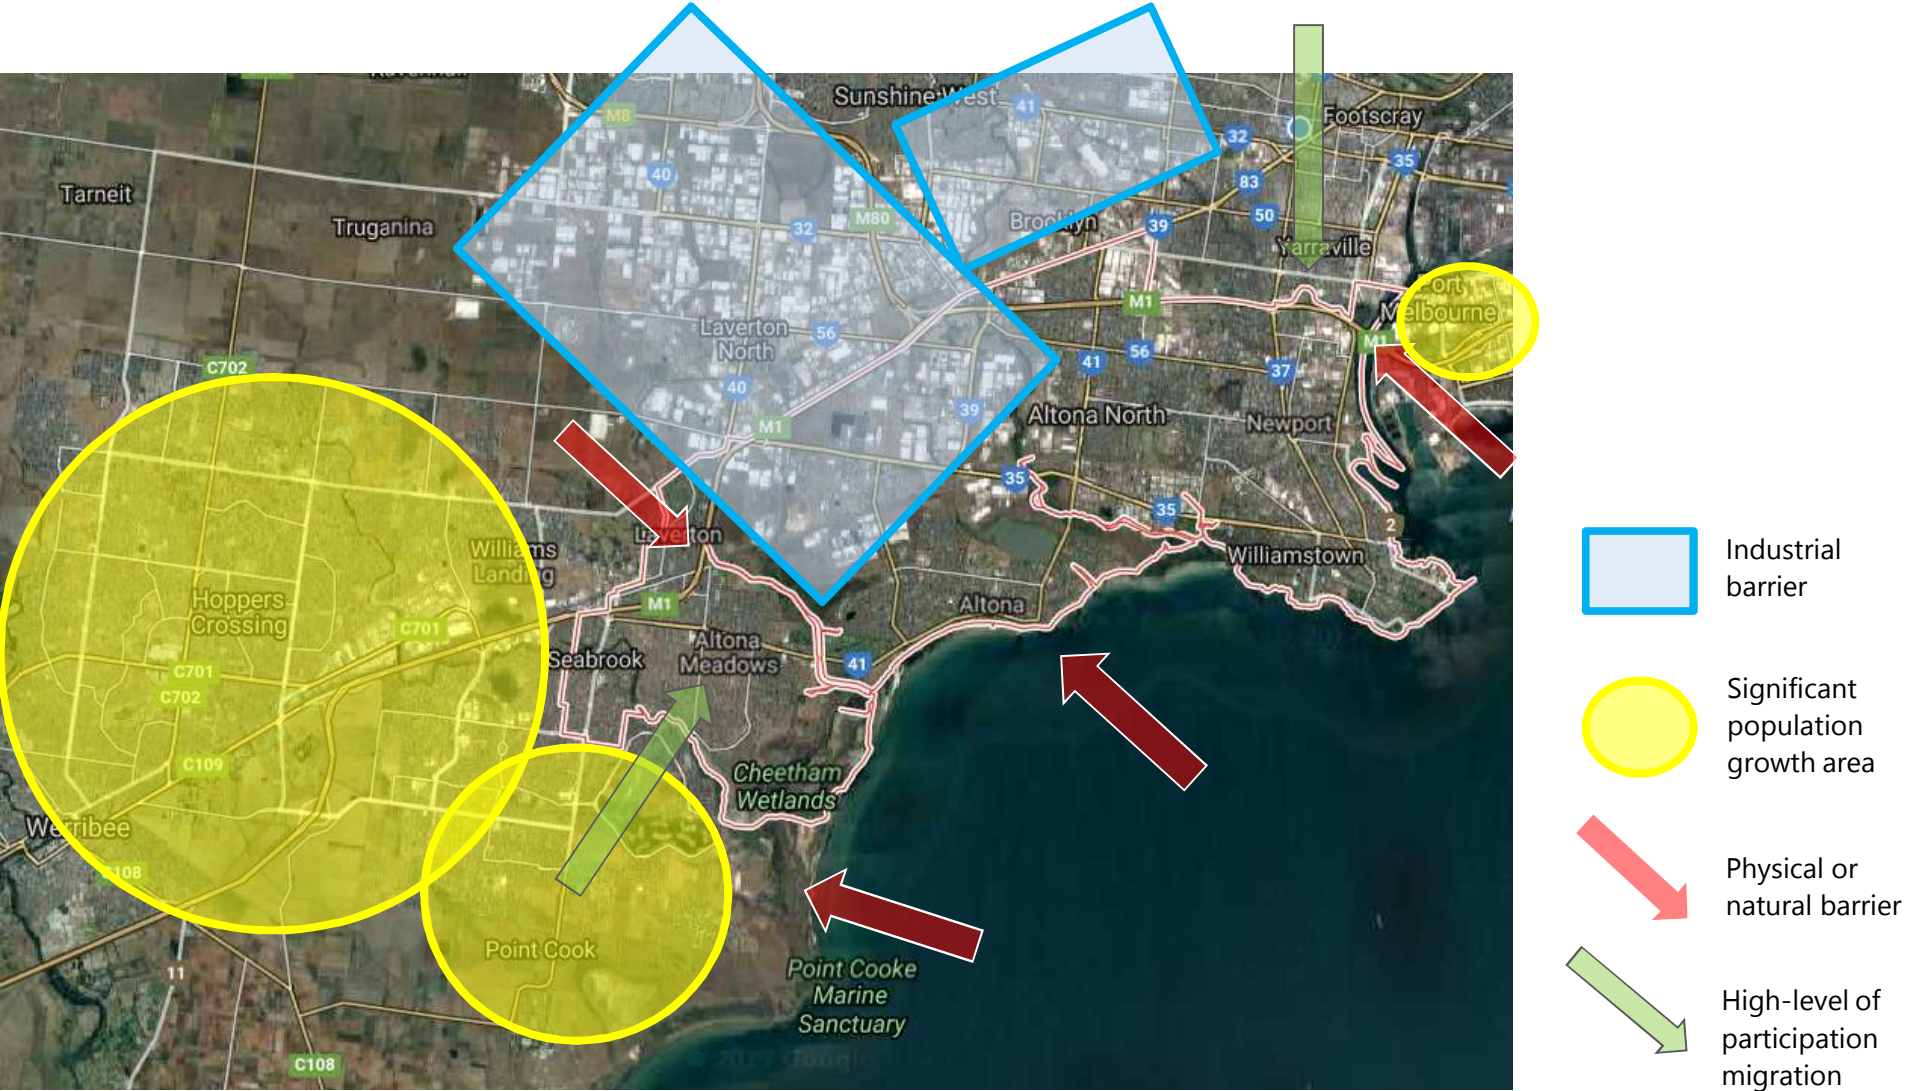 Sunshine West
41
M8
Footscray
32
35
40
83
Tarneit
Truganina
32
M80
Brooklyn
39
50
Yarraville
Port
Melbourne
M1
M1
Laverton
North
56
41
56
37
C702
40
39
Altona North
Newport
M1
35
35
2
Laverton
Williams
Landing
Williamstown
Hoppers
Crossing
M1
Altona
C701
Altona
Meadows
Seabrook
41
C701
C702
C109
Cheetham
Wetlands
Werribee
C108
Point Cook
11
Point Cooke
Marine
Sanctuary
C108
Industrial
barrier
Significant
population
growth area
Physical or
natural barrier
High-level of
participation
migration